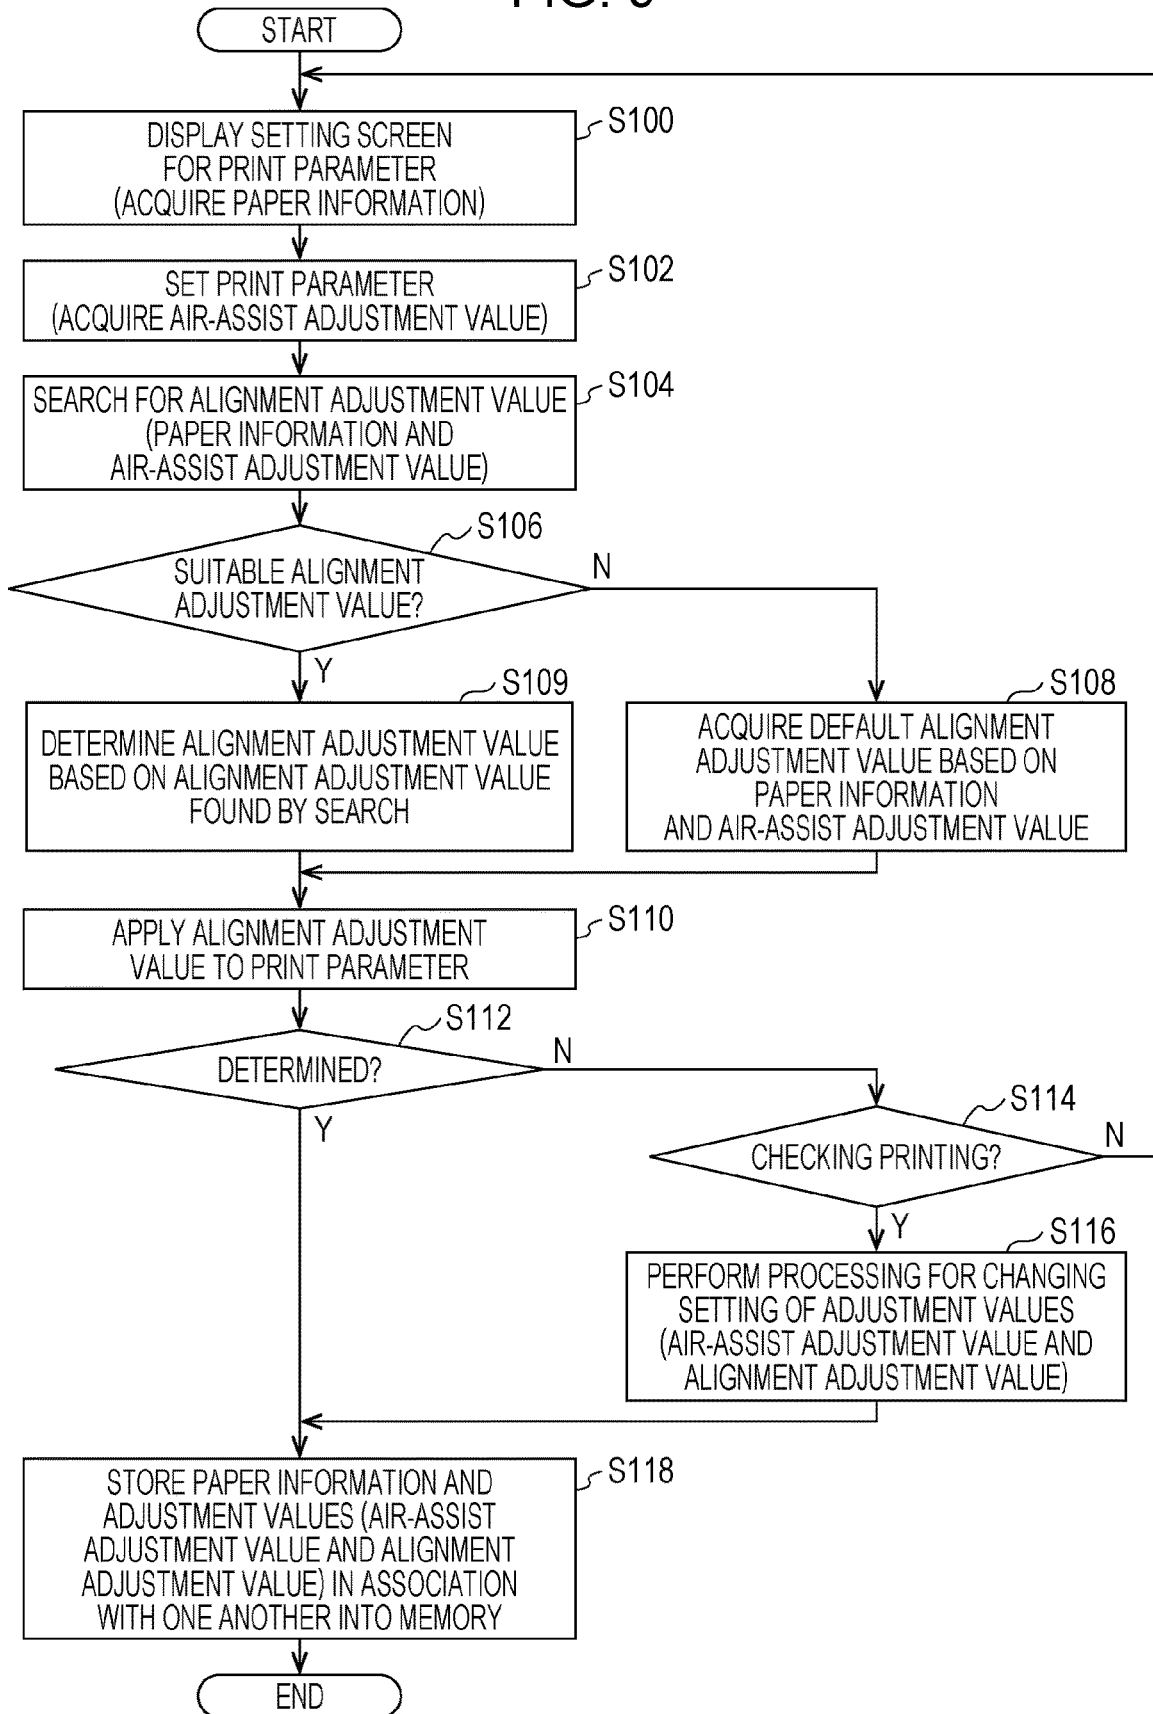 START
S100
DISPLAY SETTING SCREEN
FOR PRINT PARAMETER
(ACQUIRE PAPER INFORMATION)
S102
SET PRINT PARAMETER
(ACQUIRE AIR-ASSIST ADJUSTMENT VALUE)
S104
SEARCH FOR ALIGNMENT ADJUSTMENT VALUE
(PAPER INFORMATION AND
AIR-ASSIST ADJUSTMENT VALUE)
S106
SUITABLE ALIGNMENT
ADJUSTMENT VALUE?
N
Y
S109
DETERMINE ALIGNMENT ADJUSTMENT VALUE
BASED ON ALIGNMENT ADJUSTMENT VALUE
FOUND BY SEARCH
S108
ACQUIRE DEFAULT ALIGNMENT
ADJUSTMENT VALUE BASED ON
PAPER INFORMATION
AND AIR-ASSIST ADJUSTMENT VALUE
S110
APPLY ALIGNMENT ADJUSTMENT
VALUE TO PRINT PARAMETER
S112
DETERMINED?
N
Y
S114
CHECKING PRINTING?
N
Y
S116
PERFORM PROCESSING FOR CHANGING
SETTING OF ADJUSTMENT VALUES
(AIR-ASSIST ADJUSTMENT VALUE AND
ALIGNMENT ADJUSTMENT VALUE)
S118
STORE PAPER INFORMATION AND
ADJUSTMENT VALUES (AIR-ASSIST
ADJUSTMENT VALUE AND ALIGNMENT
ADJUSTMENT VALUE) IN ASSOCIATION
WITH ONE ANOTHER INTO MEMORY
END